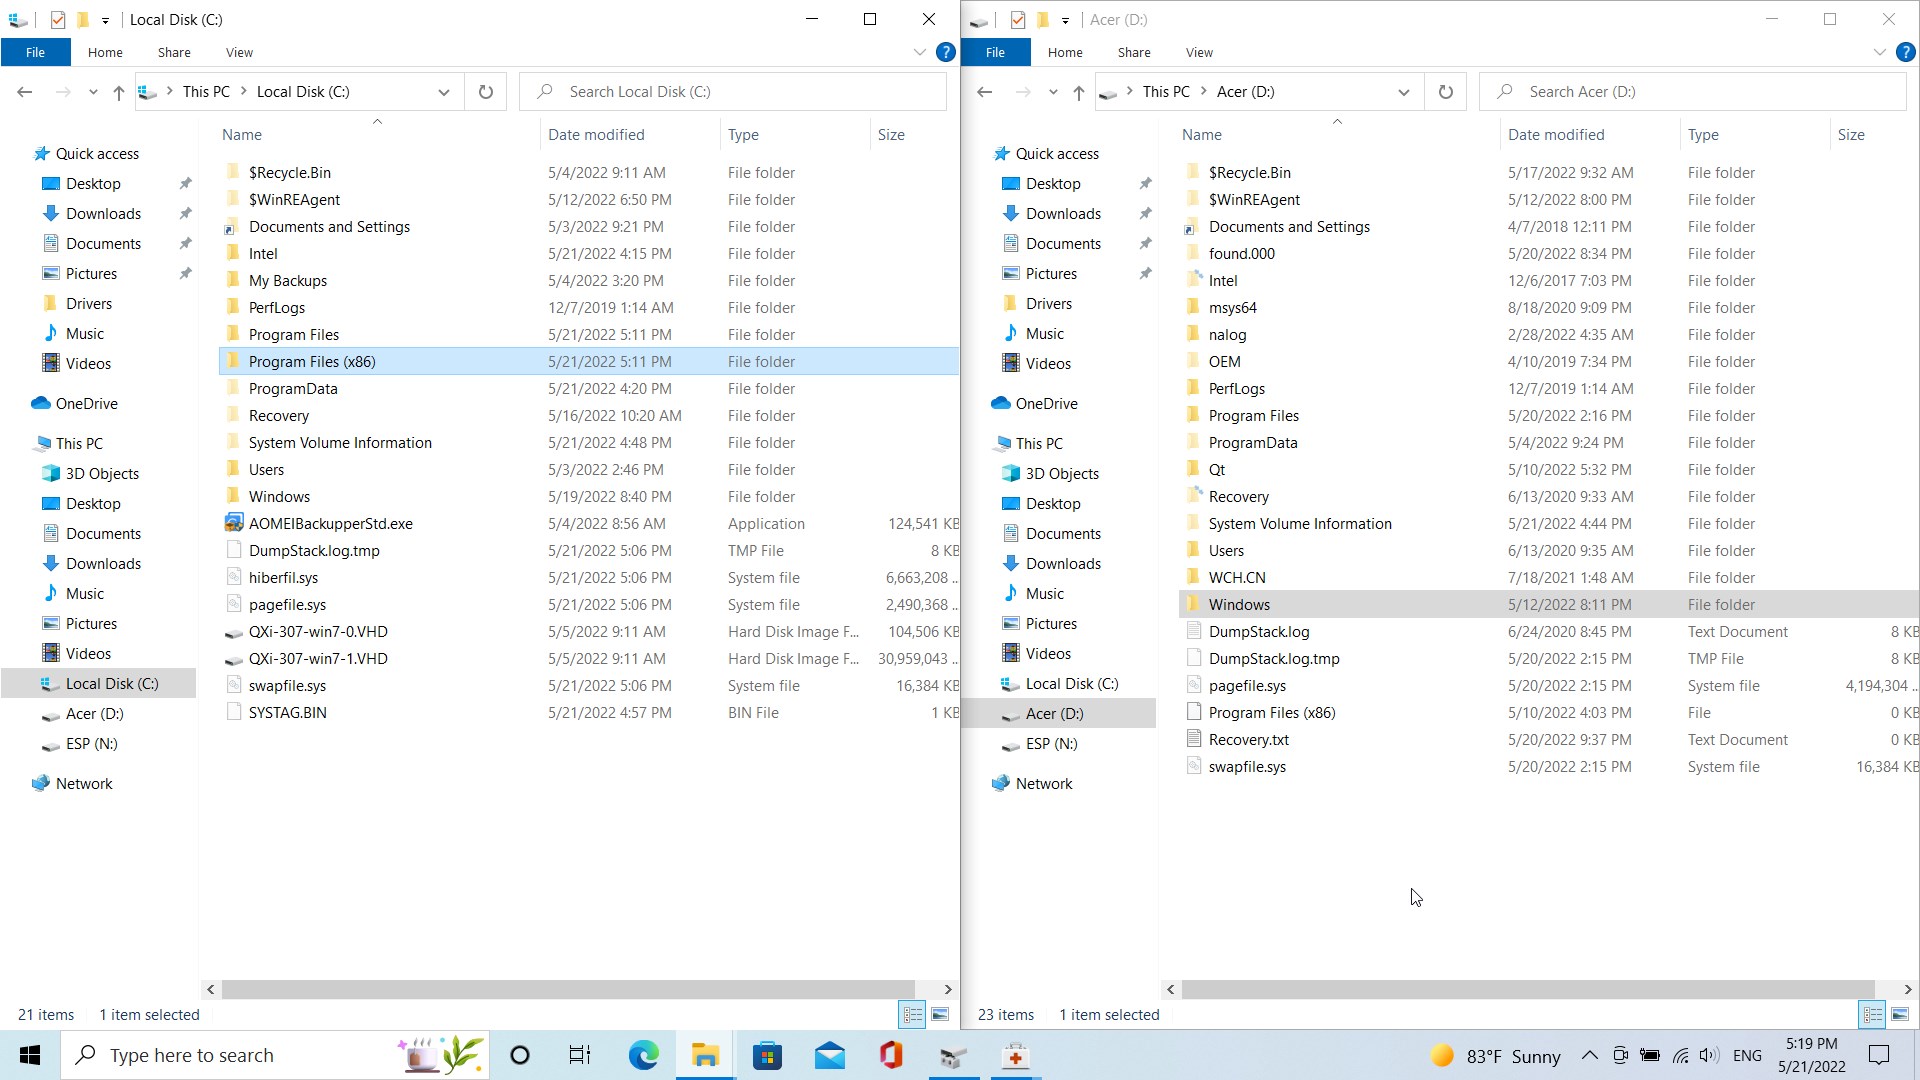 Local Disk (C:)
File
Home
Share
View
?
This PC
Local Disk (C:)
Search Local Disk (C:)
Quick access
Desktop
Downloads
Documents
Pictures
Drivers
Music
Videos
OneDrive
This PC
3D Objects
Desktop
Documents
Downloads
Music
Pictures
Videos
Local Disk (C:)
Acer (D:)
ESP (N:)
Network
Name Date modified Type Size
$Recycle.Bin 5/4/2022 9:11 AM File folder
$WinREAgent 5/12/2022 6:50 PM File folder
Documents and Settings 5/3/2022 9:21 PM File folder
Intel 5/21/2022 4:15 PM File folder
My Backups 5/4/2022 3:20 PM File folder
PerfLogs 12/7/2019 1:14 AM File folder
Program Files 5/21/2022 5:11 PM File folder
Program Files (x86) 5/21/2022 5:11 PM File folder
ProgramData 5/21/2022 4:20 PM File folder
Recovery 5/16/2022 10:20 AM File folder
System Volume Information 5/21/2022 4:48 PM File folder
Users 5/3/2022 2:46 PM File folder
Windows 5/19/2022 8:40 PM File folder
AOMEIBackupperStd.exe 5/4/2022 8:56 AM Application 124,541 KB
DumpStack.log.tmp 5/21/2022 5:06 PM TMP File 8 KB
hiberfil.sys 5/21/2022 5:06 PM System file 6,663,208 ..
pagefile.sys 5/21/2022 5:06 PM System file 2,490,368 ..
QXi-307-win7-0.VHD 5/5/2022 9:11 AM Hard Disk Image F... 104,506 KB
QXi-307-win7-1.VHD 5/5/2022 9:11 AM Hard Disk Image F... 30,959,043 ..
swapfile.sys 5/21/2022 5:06 PM System file 16,384 KB
SYSTAG.BIN 5/21/2022 4:57 PM BIN File 1 KB
21 items 1 item selected
Acer (D:)
File
Home
Share
View
?
This PC
Acer (D:)
Search Acer (D:)
Quick access
Desktop
Downloads
Documents
Pictures
Drivers
Music
Videos
OneDrive
This PC
3D Objects
Desktop
Documents
Downloads
Music
Pictures
Videos
Local Disk (C:)
Acer (D:)
ESP (N:)
Network
Name Date modified Type Size
$Recycle.Bin 5/17/2022 9:32 AM File folder
$WinREAgent 5/12/2022 8:00 PM File folder
Documents and Settings 4/7/2018 12:11 PM File folder
found.000 5/20/2022 8:34 PM File folder
Intel 12/6/2017 7:03 PM File folder
msys64 8/18/2020 9:09 PM File folder
nalog 2/28/2022 4:35 AM File folder
OEM 4/10/2019 7:34 PM File folder
PerfLogs 12/7/2019 1:14 AM File folder
Program Files 5/20/2022 2:16 PM File folder
ProgramData 5/4/2022 9:24 PM File folder
Qt 5/10/2022 5:32 PM File folder
Recovery 6/13/2020 9:33 AM File folder
System Volume Information 5/21/2022 4:44 PM File folder
Users 6/13/2020 9:35 AM File folder
WCH.CN 7/18/2021 1:48 AM File folder
Windows 5/12/2022 8:11 PM File folder
DumpStack.log 6/24/2020 8:45 PM Text Document 8 KB
DumpStack.log.tmp 5/20/2022 2:15 PM TMP File 8 KB
pagefile.sys 5/20/2022 2:15 PM System file 4,194,304 ..
Program Files (x86) 5/10/2022 4:03 PM File 0 KB
Recovery.txt 5/20/2022 9:37 PM Text Document 0 KB
swapfile.sys 5/20/2022 2:15 PM System file 16,384 KB
23 items 1 item selected
Type here to search
83°F Sunny
ENG
5:19 PM
5/21/2022